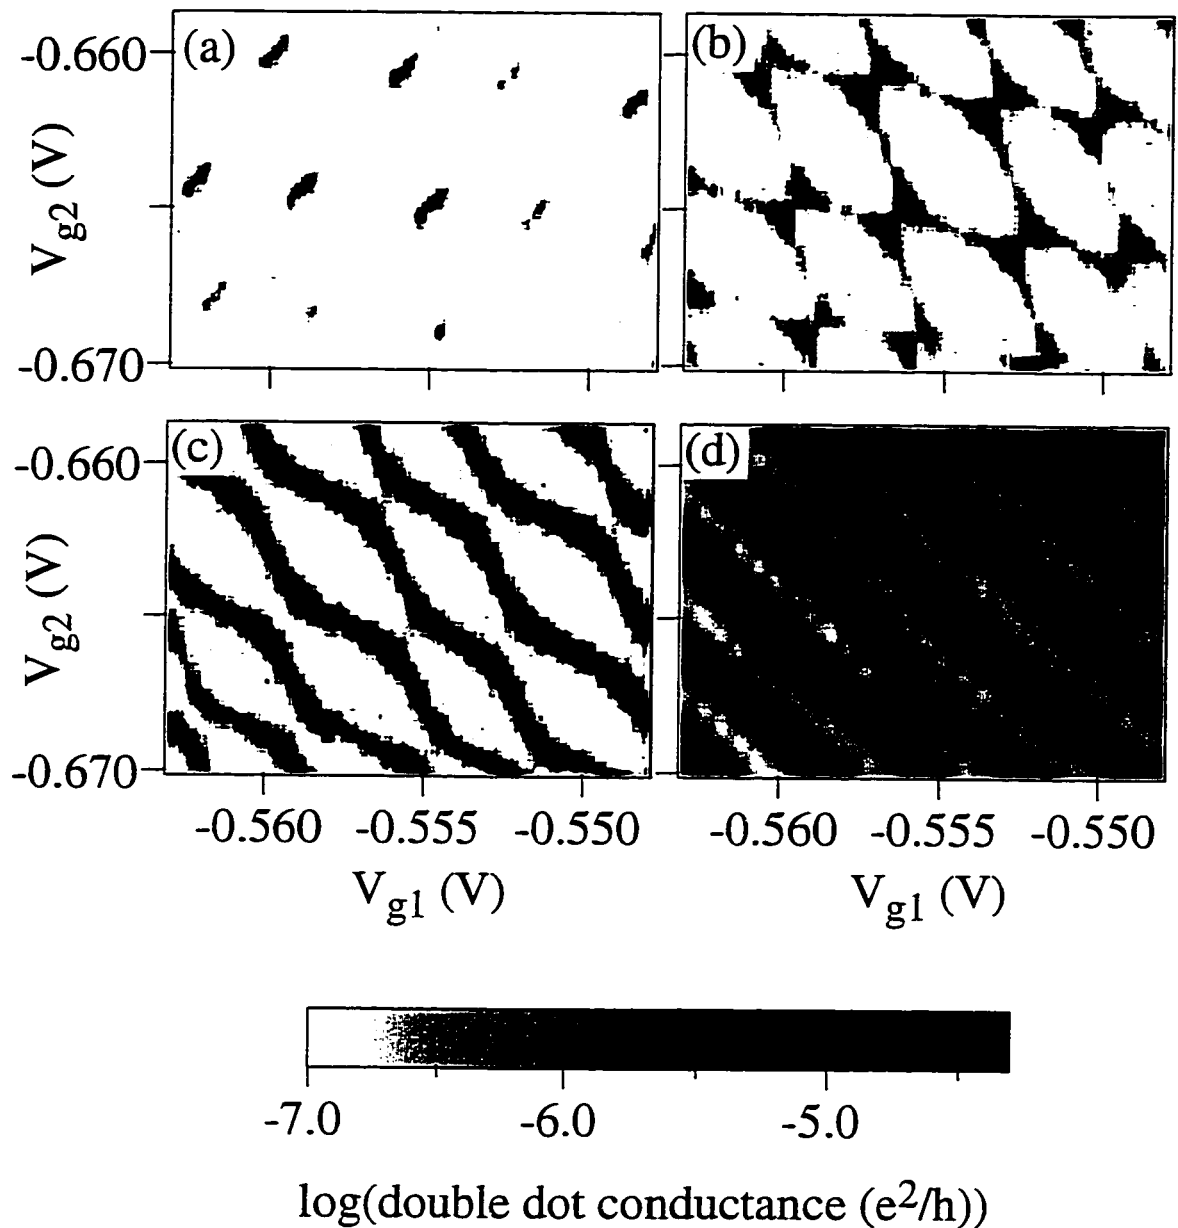 (a)
(b)
-0.660
V_g2 (V)
-0.670
(c)
(d)
-0.660
V_g2 (V)
-0.670
-0.560 -0.555 -0.550
-0.560 -0.555 -0.550
V_g1 (V)
V_g1 (V)
-7.0 -6.0 -5.0
log(double dot conductance (e²/h))